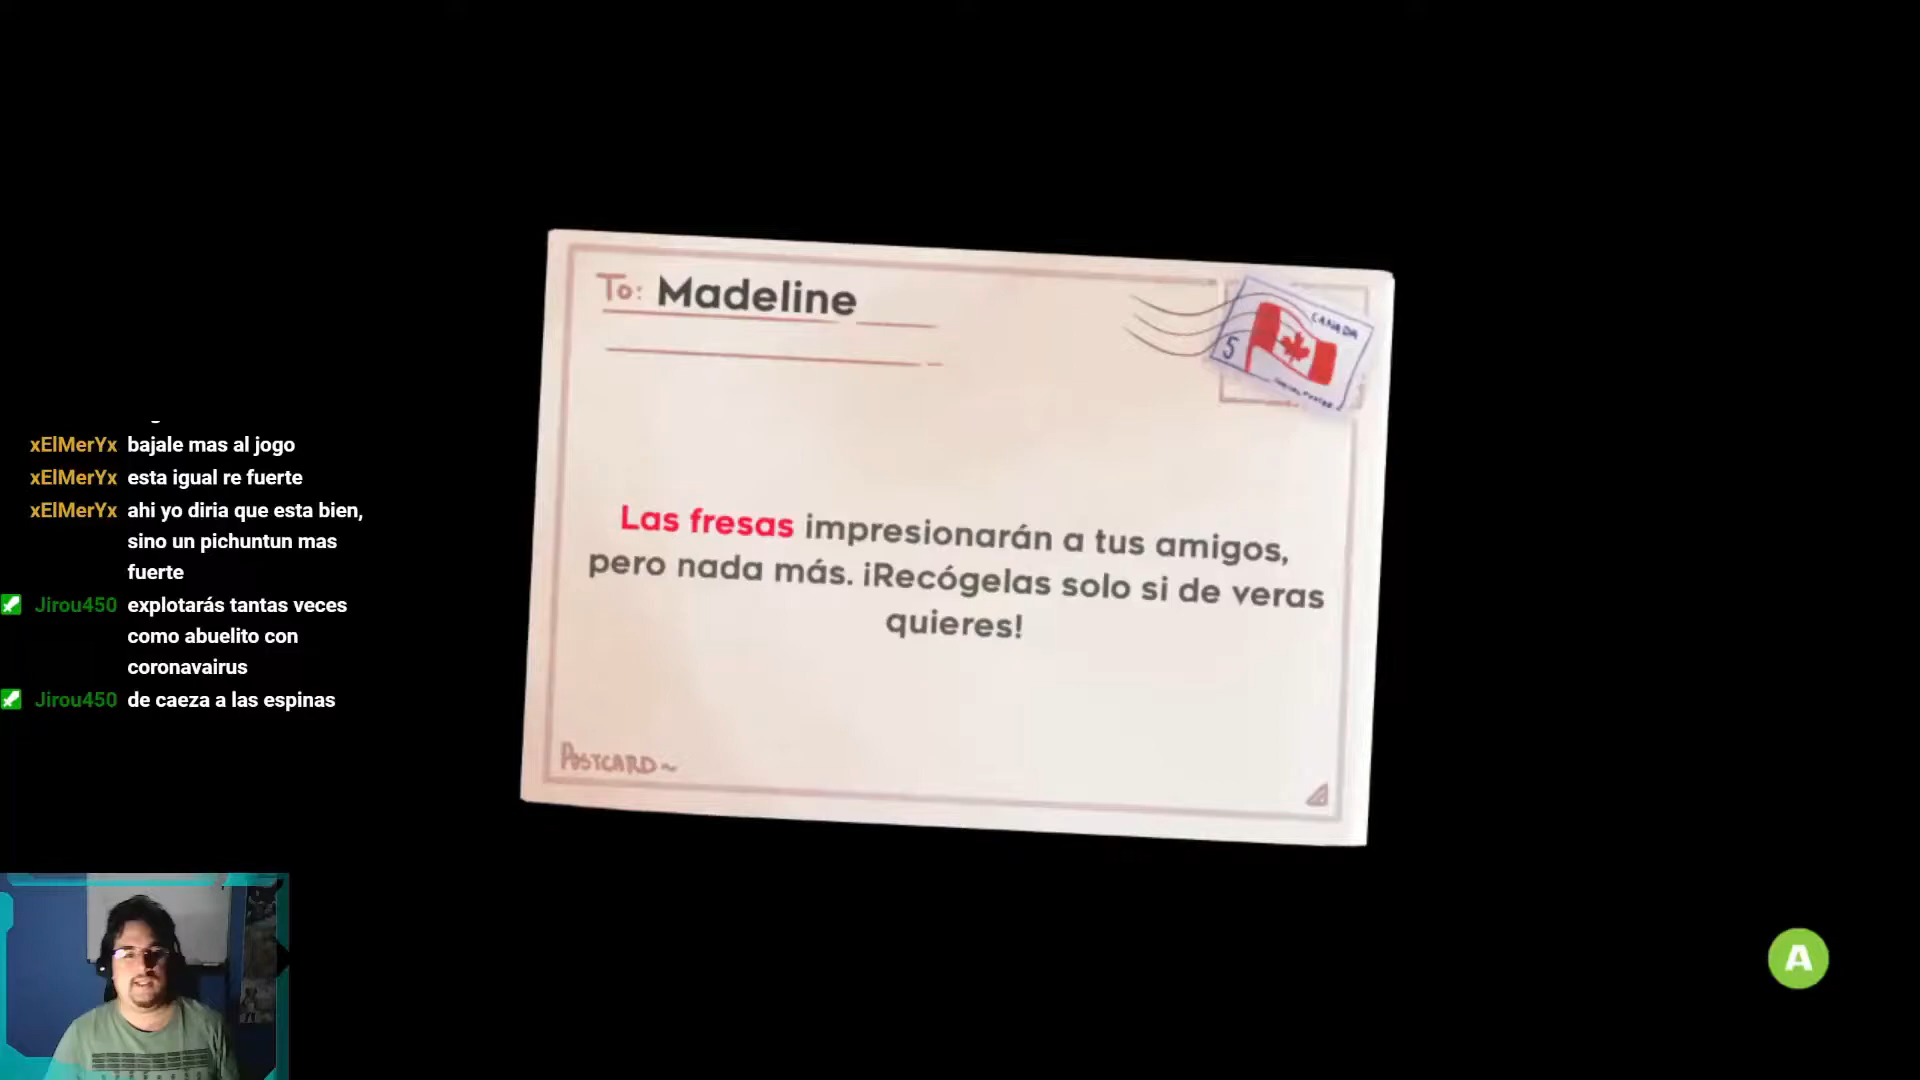 To: Madeline
CANADA
5
Las fresas impresionarán a tus amigos,
pero nada más. ¡Recógelas solo si de veras
quieres!
POSTCARD~
xElMerYx bajale mas al jogo
xElMerYx esta igual re fuerte
xElMerYx ahi yo diria que esta bien,
sino un pichuntun mas
fuerte
Jirou450 explotarás tantas veces
como abuelito con
coronavairus
Jirou450 de caeza a las espinas
A